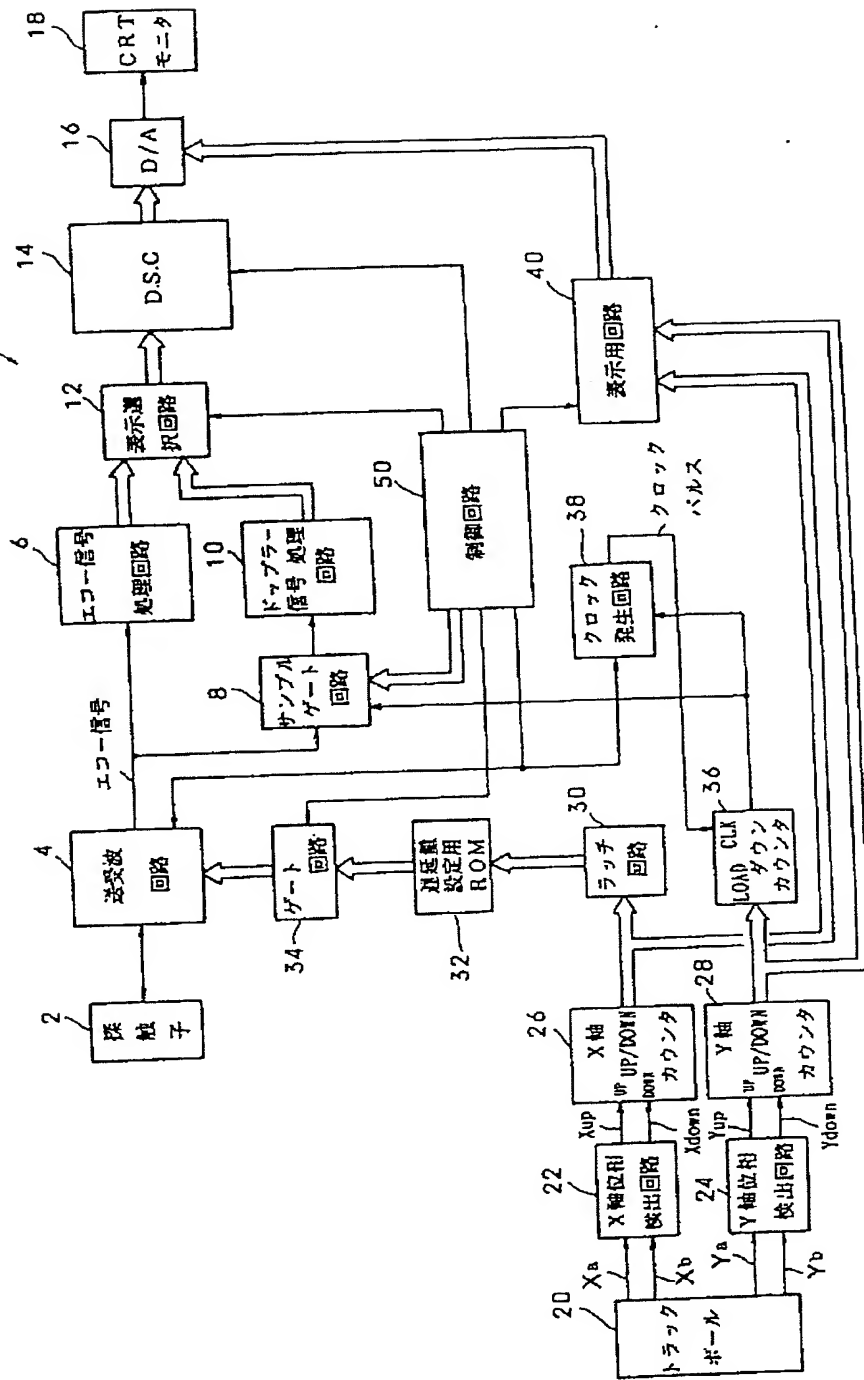 2
探触子
4
送受波
回路
エコー信号
6
エコー信号
処理回路
8
サンプル
ゲート
回路
10
ドップラー
信号処理
回路
12
表示選
択回路
14
D.S.C
16
D/A
18
CRT
モニタ
34
ゲート
回路
32
遅延量
設定用
ROM
30
ラッチ
回路
50
制御回路
38
クロック
発生回路
クロック
パルス
40
表示用回路
36
LOAD CLK
ダウン
カウンタ
20
トラック
ボール
Xa
Xb
Ya
Yb
22
X軸位相
検出回路
24
Y軸位相
検出回路
Xup
Xdown
Yup
Ydown
26
X軸
UP
UP/DOWN
DOWN
カウンタ
28
Y軸
UP
UP/DOWN
DOWN
カウンタ